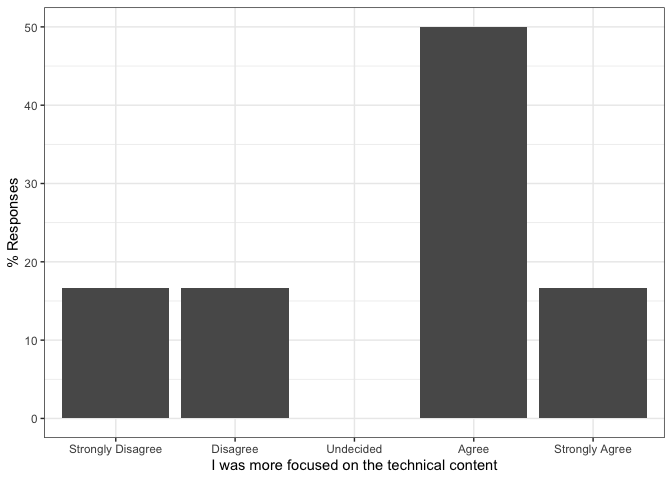 % Responses
50
40
30
20
10
0
Strongly Disagree Disagree Undecided Agree Strongly Agree
I was more focused on the technical content